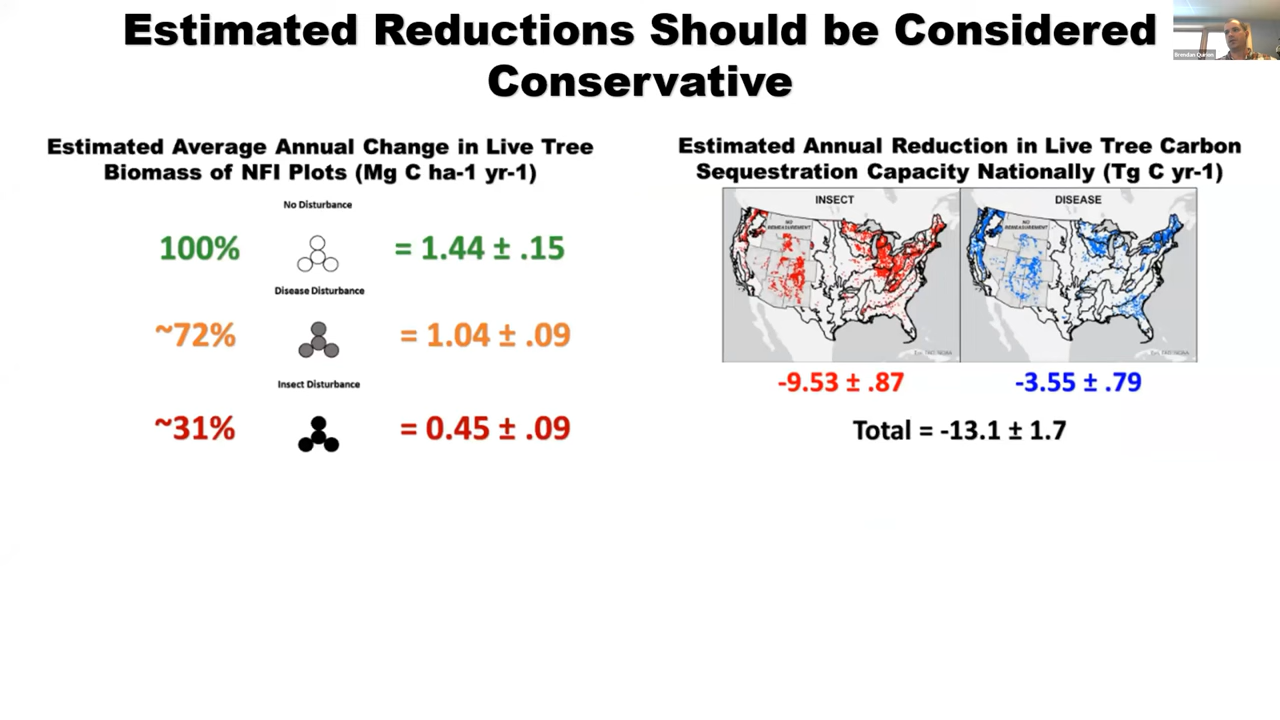 Estimated Reductions Should be Considered
Conservative
Brendan Quirion
Estimated Average Annual Change in Live Tree
Biomass of NFI Plots (Mg C ha-1 yr-1)
No Disturbance
100%
= 1.44 ± .15
Disease Disturbance
~72%
= 1.04 ± .09
Insect Disturbance
~31%
= 0.45 ± .09
Estimated Annual Reduction in Live Tree Carbon
Sequestration Capacity Nationally (Tg C yr-1)
INSECT
NO
REMEASUREMENT
DISEASE
NO
REMEASUREMENT
-9.53 ± .87
-3.55 ± .79
Total = -13.1 ± 1.7